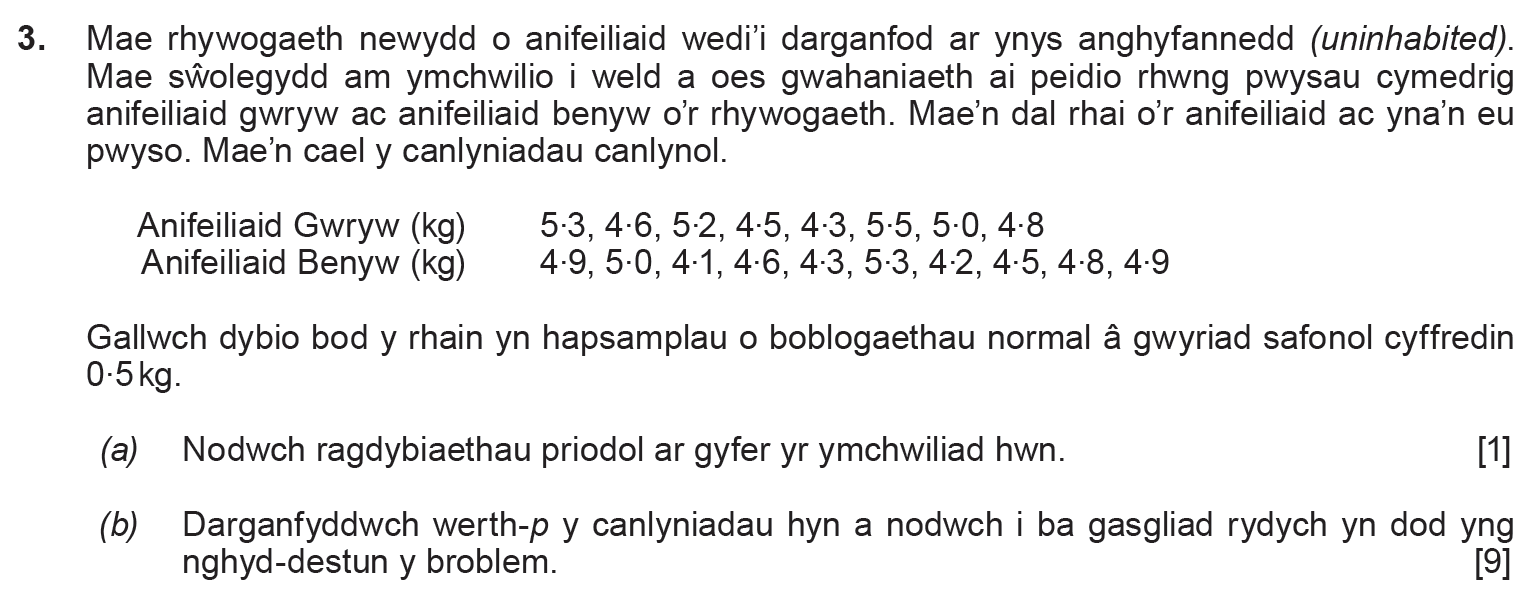 3. Mae rhywogaeth newydd o anifeiliaid wedi'i darganfod ar ynys anghyfannedd (uninhabited).
Mae sŵolegydd am ymchwilio i weld a oes gwahaniaeth ai peidio rhwng pwysau cymedrig
anifeiliaid gwryw ac anifeiliaid benyw o'r rhywogaeth. Mae'n dal rhai o'r anifeiliaid ac yna'n eu
pwyso. Mae'n cael y canlyniadau canlynol.
Anifeiliaid Gwryw (kg) 5·3, 4·6, 5·2, 4·5, 4·3, 5·5, 5·0, 4·8
Anifeiliaid Benyw (kg) 4·9, 5·0, 4·1, 4·6, 4·3, 5·3, 4·2, 4·5, 4·8, 4·9
Gallwch dybio bod y rhain yn hapsamplau o boblogaethau normal â gwyriad safonol cyffredin
0·5 kg.
(a) Nodwch ragdybiaethau priodol ar gyfer yr ymchwiliad hwn. [1]
(b) Darganfyddwch werth-p y canlyniadau hyn a nodwch i ba gasgliad rydych yn dod yng
nghyd-destun y broblem. [9]